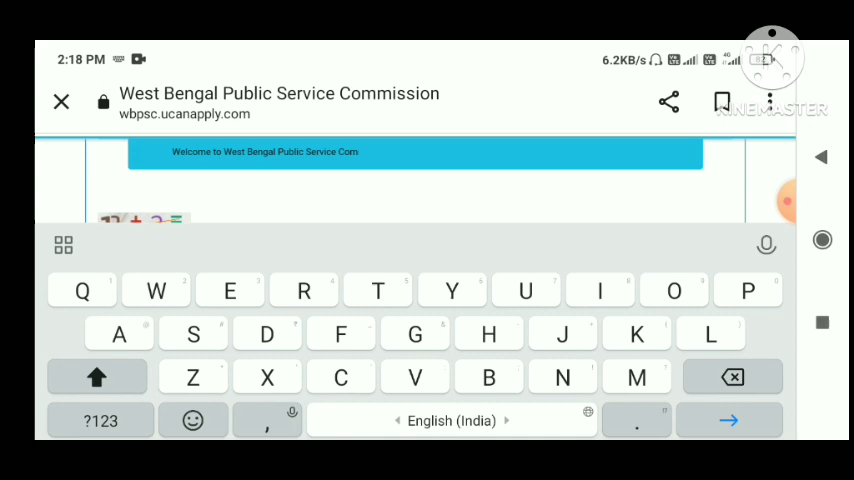 2:18 PM
6.2KB/s
West Bengal Public Service Commission
wbpsc.ucanapply.com
KINEMASTER
Welcome to West Bengal Public Service Com
Q W E R T Y U I O P
A S D F G H J K L
Z X C V B N M
?123 , English (India) .